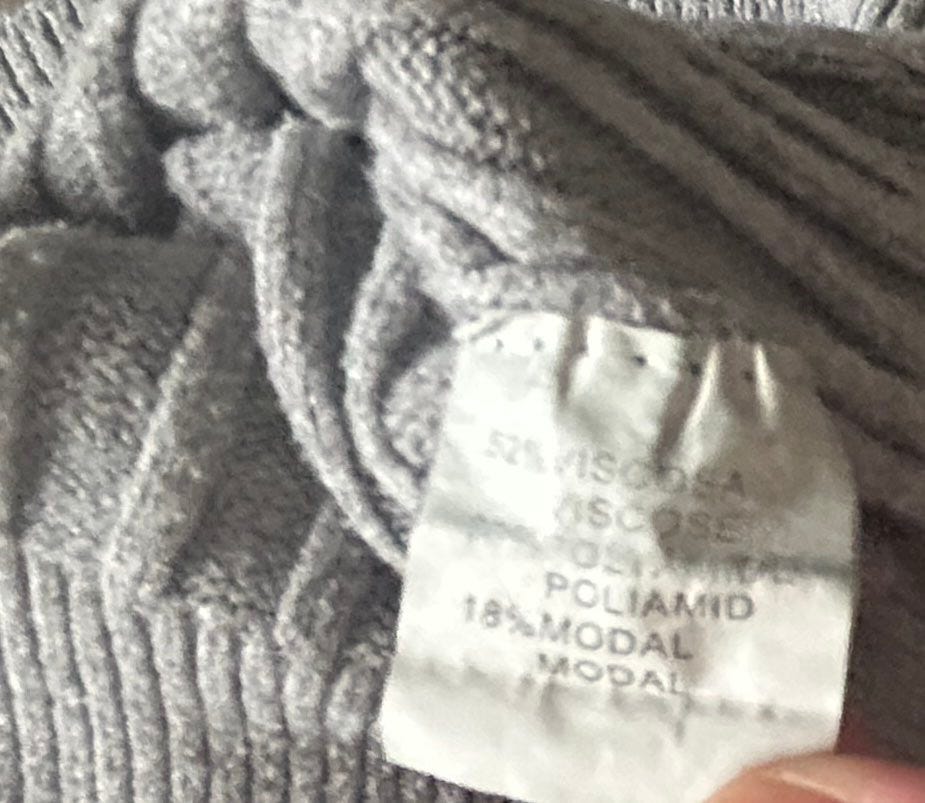 52% VISCOSA
VISCOSE
POLIAMID
18%MODAL
MODAL